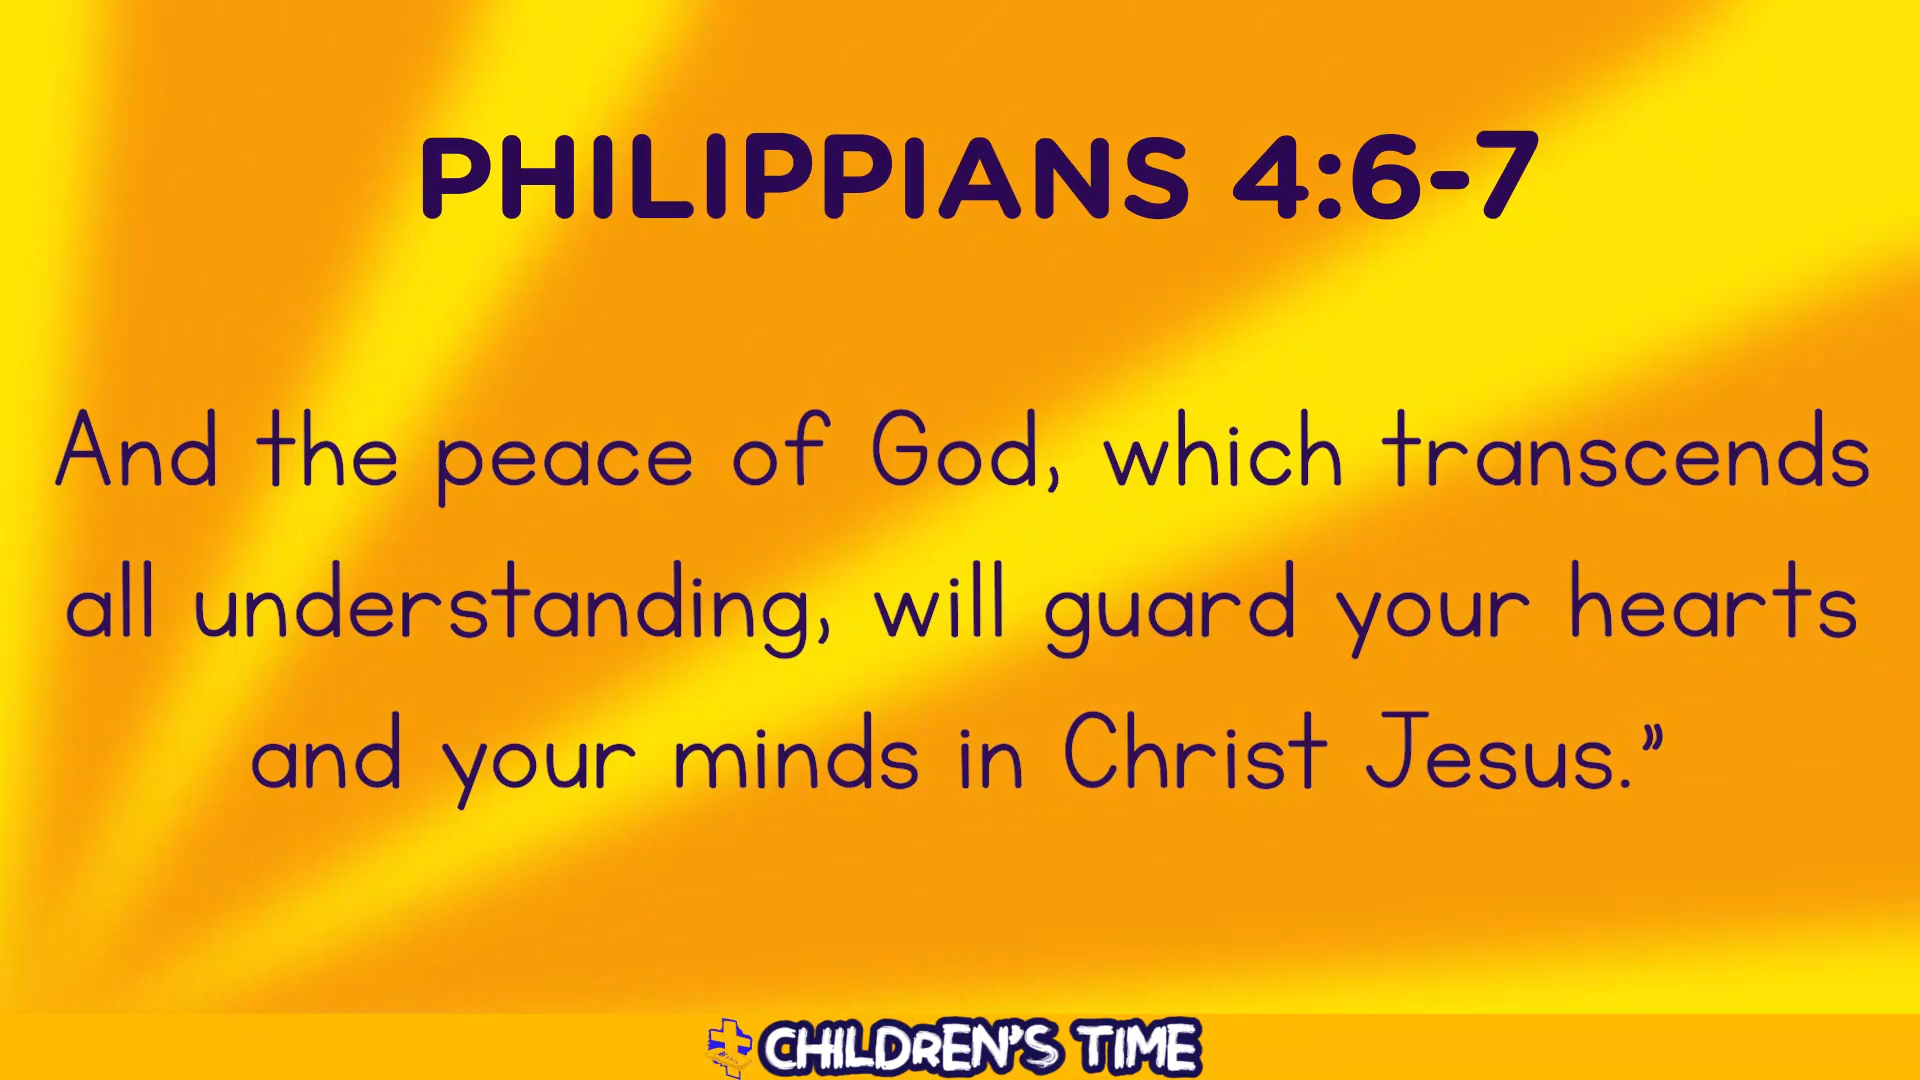 PHILIPPIANS 4:6-7
And the peace of God, which transcends
all understanding, will guard your hearts
and your minds in Christ Jesus.”
CHILDREN'S TIME